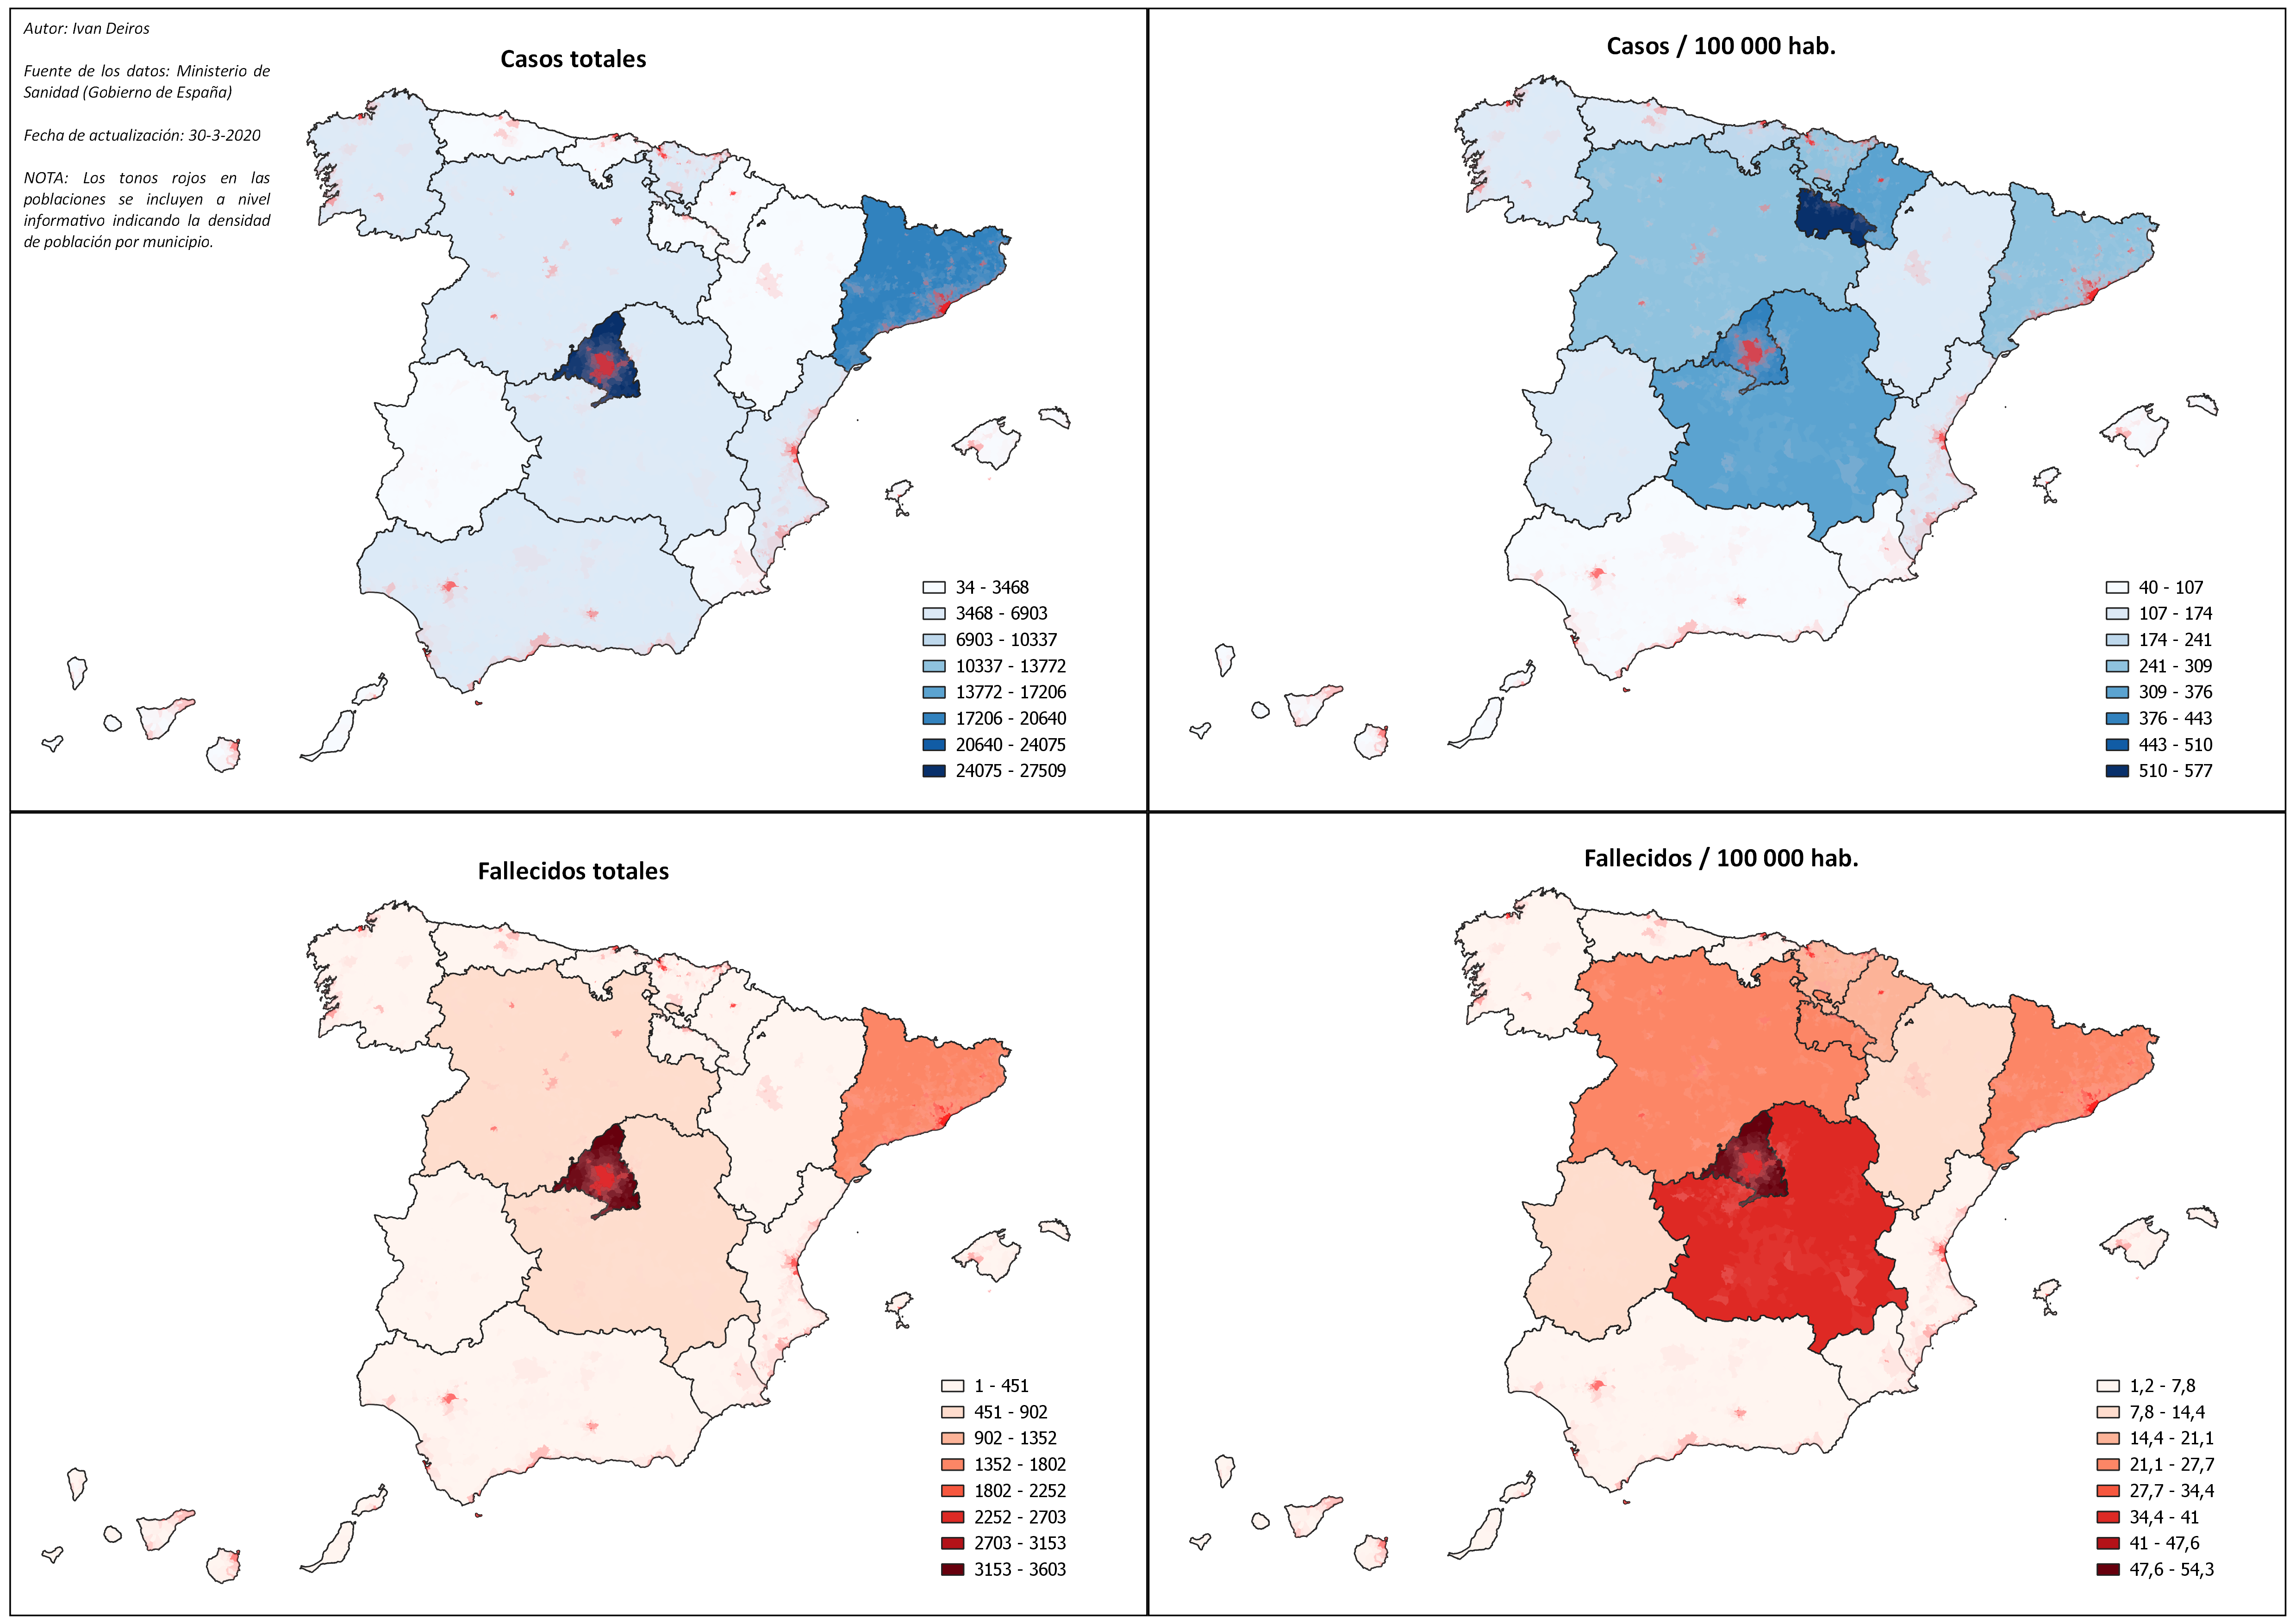 Autor: Ivan Deiros
Fuente de los datos: Ministerio de
Sanidad (Gobierno de España)
Fecha de actualización: 30-3-2020
NOTA: Los tonos rojos en las
poblaciones se incluyen a nivel
informativo indicando la densidad
de población por municipio.
Casos totales
34 - 3468
3468 - 6903
6903 - 10337
10337 - 13772
13772 - 17206
17206 - 20640
20640 - 24075
24075 - 27509
Casos / 100 000 hab.
40 - 107
107 - 174
174 - 241
241 - 309
309 - 376
376 - 443
443 - 510
510 - 577
Fallecidos totales
1 - 451
451 - 902
902 - 1352
1352 - 1802
1802 - 2252
2252 - 2703
2703 - 3153
3153 - 3603
Fallecidos / 100 000 hab.
1,2 - 7,8
7,8 - 14,4
14,4 - 21,1
21,1 - 27,7
27,7 - 34,4
34,4 - 41
41 - 47,6
47,6 - 54,3